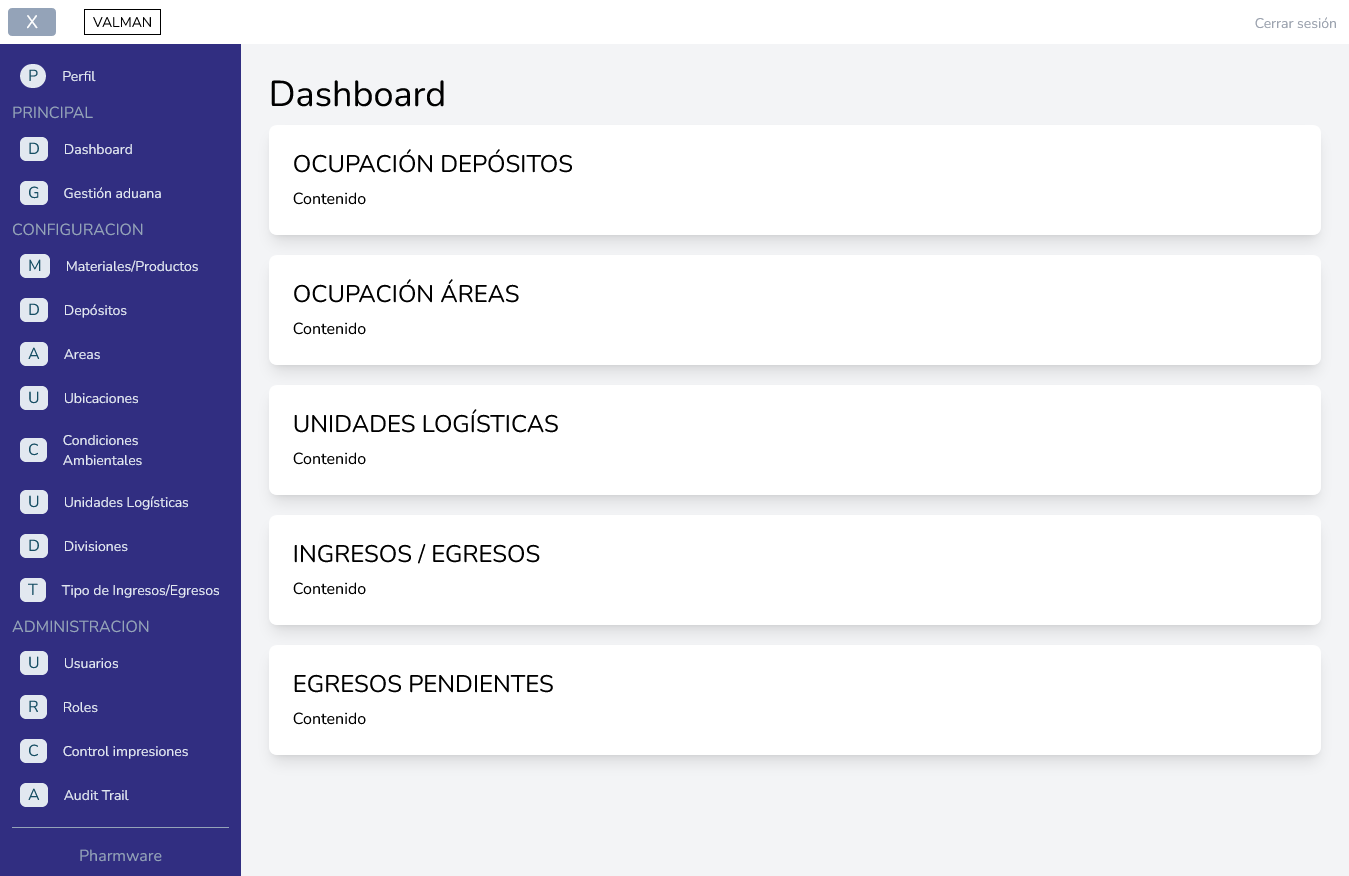 X
VALMAN
Cerrar sesión
P Perfil
PRINCIPAL
D Dashboard
G Gestión aduana
CONFIGURACION
M Materiales/Productos
D Depósitos
A Areas
U Ubicaciones
C Condiciones
Ambientales
U Unidades Logísticas
D Divisiones
T Tipo de Ingresos/Egresos
ADMINISTRACION
U Usuarios
R Roles
C Control impresiones
A Audit Trail
Pharmware
Dashboard
OCUPACIÓN DEPÓSITOS
Contenido
OCUPACIÓN ÁREAS
Contenido
UNIDADES LOGÍSTICAS
Contenido
INGRESOS / EGRESOS
Contenido
EGRESOS PENDIENTES
Contenido